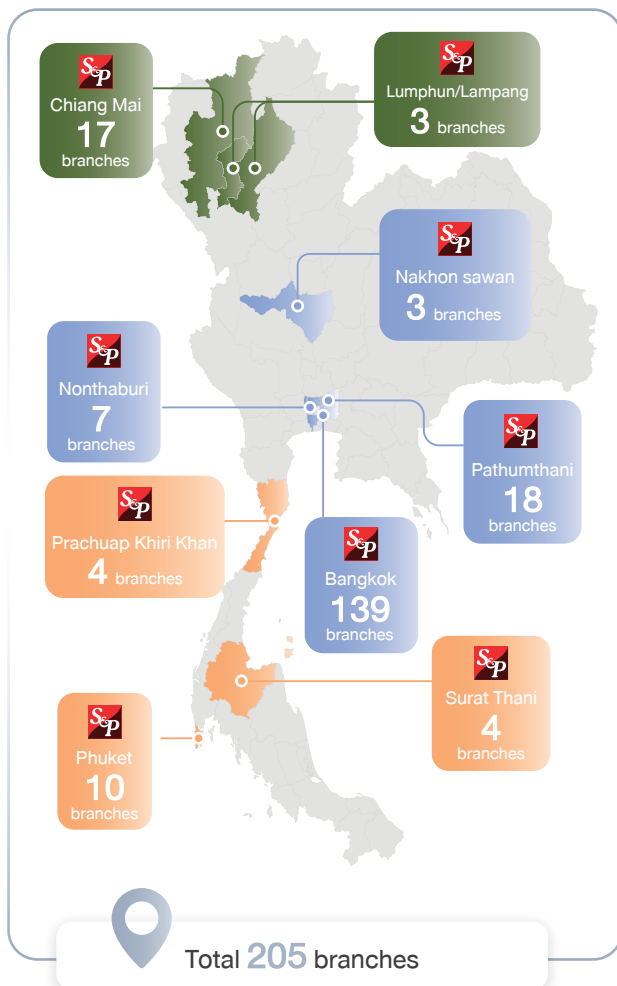 S&P
Chiang Mai
17
branches
S&P
Lumphun/Lampang
3 branches
S&P
Nakhon sawan
3 branches
S&P
Nonthaburi
7
branches
S&P
Pathumthani
18
branches
S&P
Prachuap Khiri Khan
4 branches
S&P
Bangkok
139
branches
S&P
Surat Thani
4
branches
S&P
Phuket
10
branches
Total 205 branches